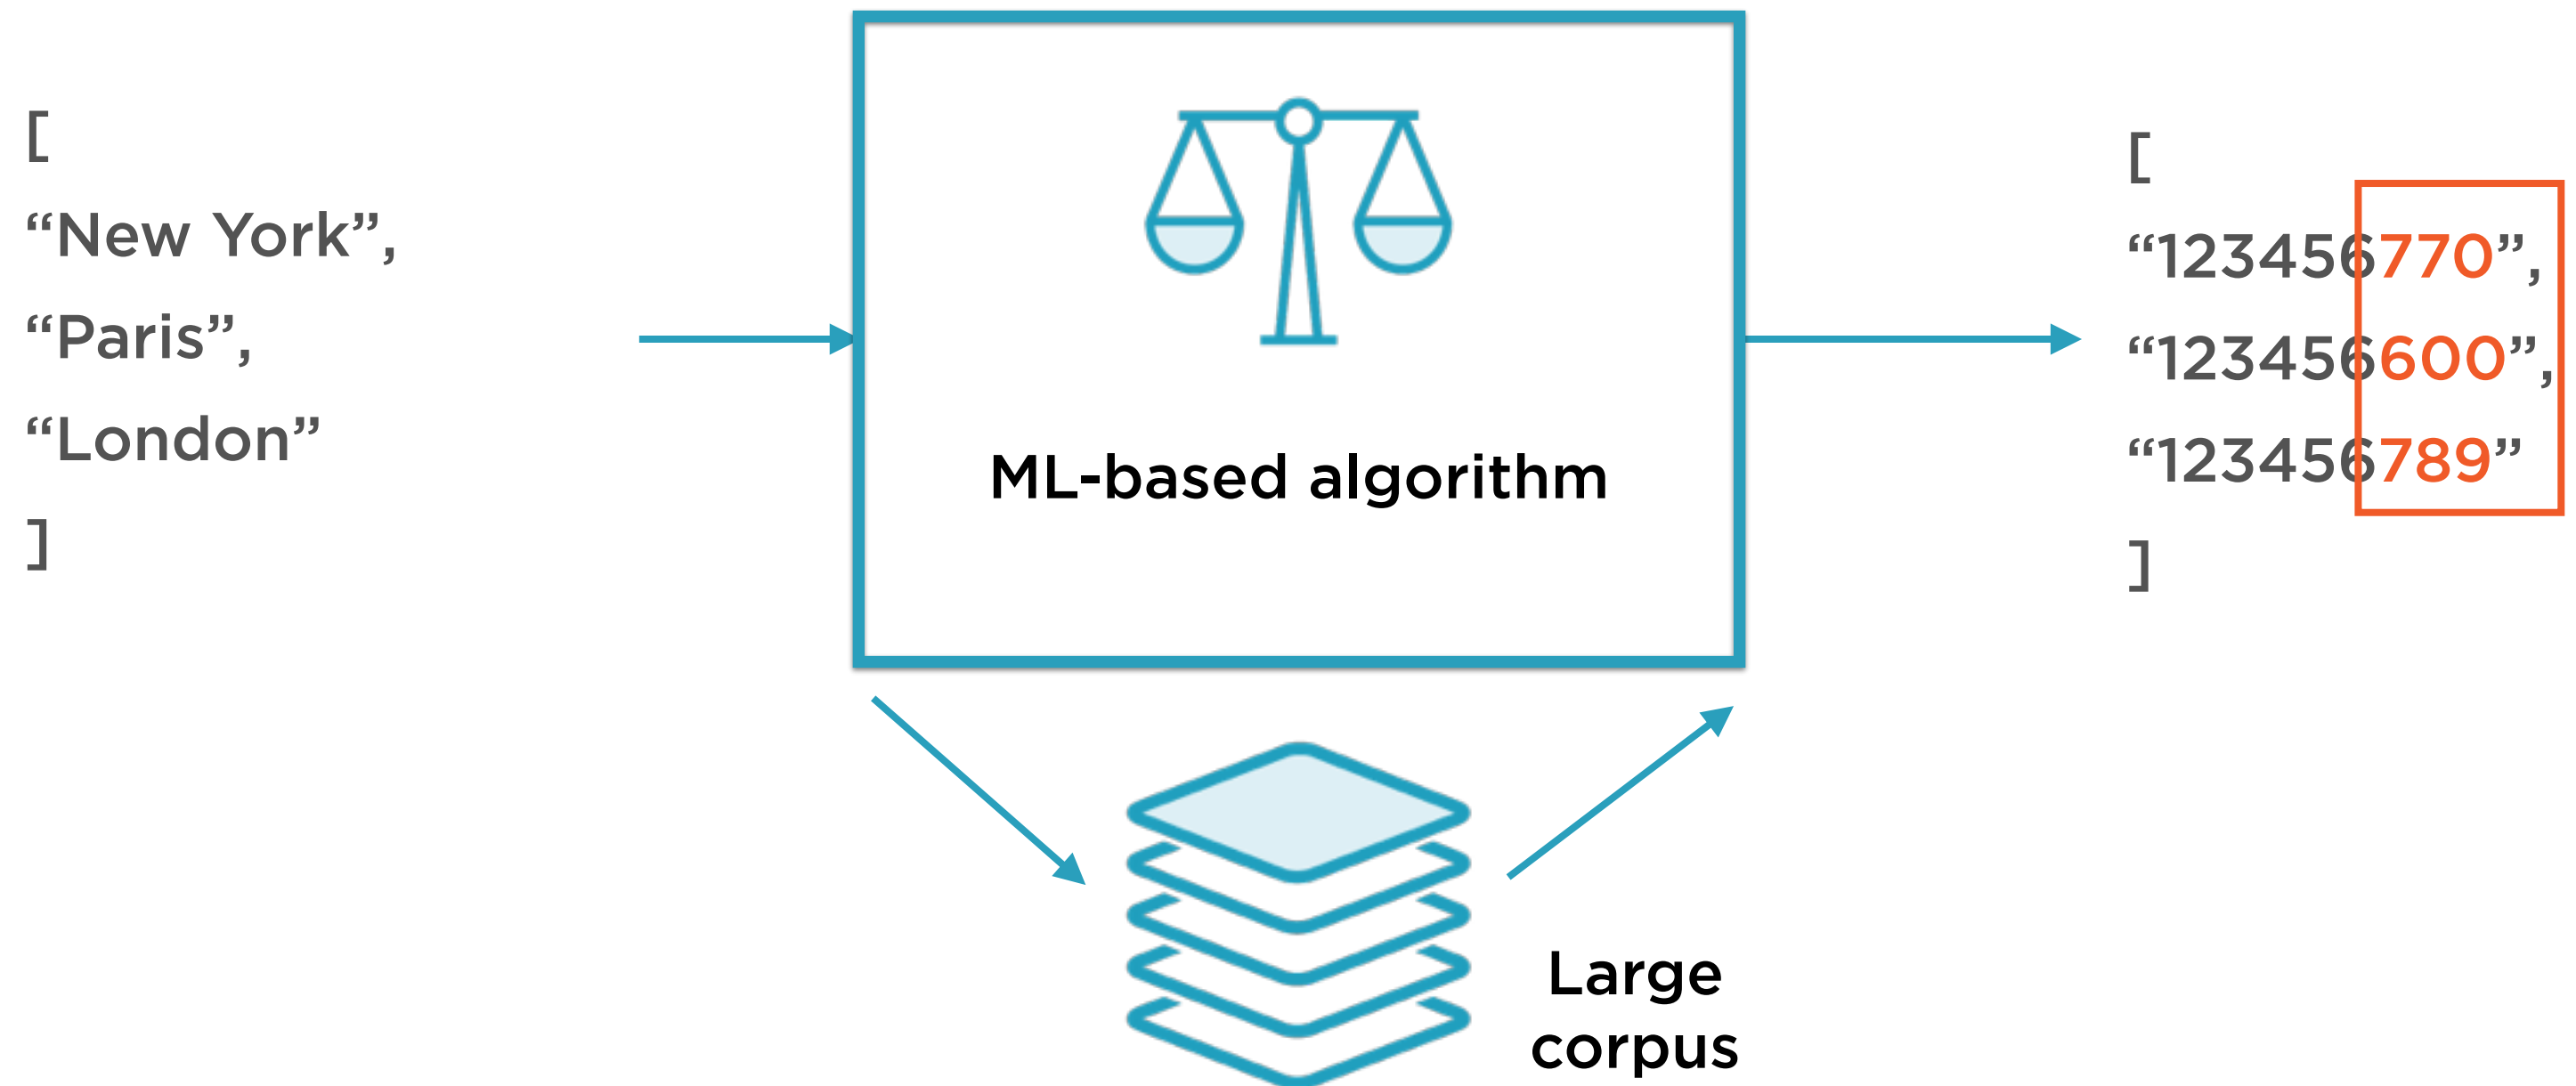 [
“New York”,
“Paris”,
“London”
]
ML-based algorithm
Large
corpus
[
“123456770”,
“123456600”,
“123456789”
]